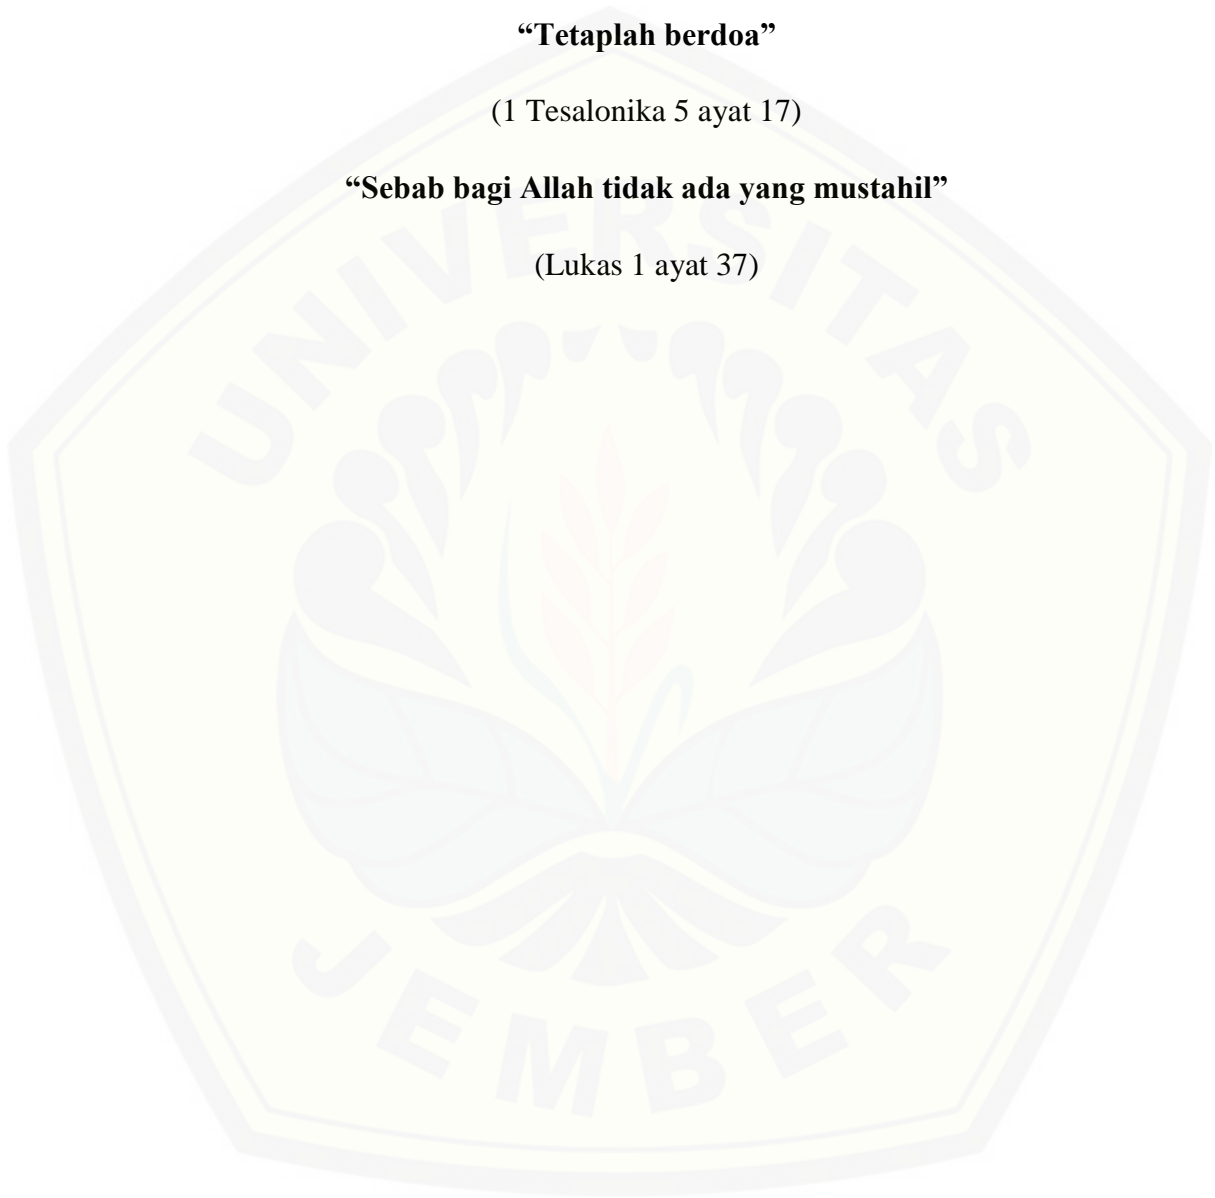 “Tetaplah berdoa”
(1 Tesalonika 5 ayat 17)
“Sebab bagi Allah tidak ada yang mustahil”
(Lukas 1 ayat 37)
UNIVERSITAS
JEMBER